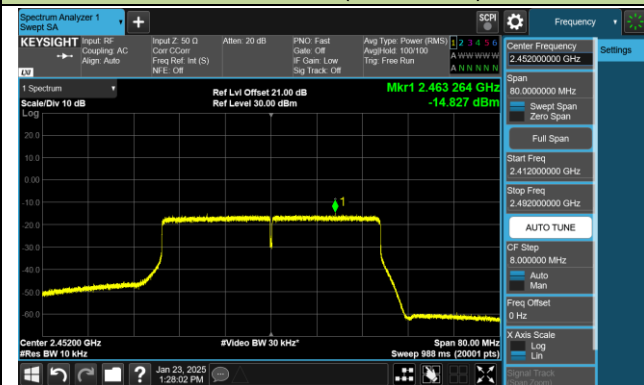 Spectrum Analyzer 1
Swept SA
SCPI
Frequency
KEYSIGHT
Input: RF
Coupling: AC
Align: Auto
Input Z: 50 Ω
Corr CCorr
Freq Ref: Int (S)
NFE: Off
Atten: 20 dB
PNO: Fast
Gate: Off
IF Gain: Low
Sig Track: Off
Avg Type: Power (RMS)
Avg|Hold: 100/100
Trig: Free Run
1 2 3 4 5 6
A W W W W W
A N N N N N
LXI
Center Frequency
2.452000000 GHz
Settings
Span
80.0000000 MHz
Swept Span
Zero Span
Full Span
Start Freq
2.412000000 GHz
Stop Freq
2.492000000 GHz
AUTO TUNE
CF Step
8.000000 MHz
Auto
Man
Freq Offset
0 Hz
X Axis Scale
Log
Lin
Signal Track
(Span Zoom)
1 Spectrum
Scale/Div 10 dB
Log
Ref Lvl Offset 21.00 dB
Ref Level 30.00 dBm
Mkr1 2.463 264 GHz
-14.827 dBm
20.0
10.0
0.00
-10.0
-20.0
-30.0
-40.0
-50.0
-60.0
1
Center 2.45200 GHz
#Res BW 10 kHz
#Video BW 30 kHz*
Span 80.00 MHz
Sweep 988 ms (20001 pts)
?
Jan 23, 2025
1:28:02 PM